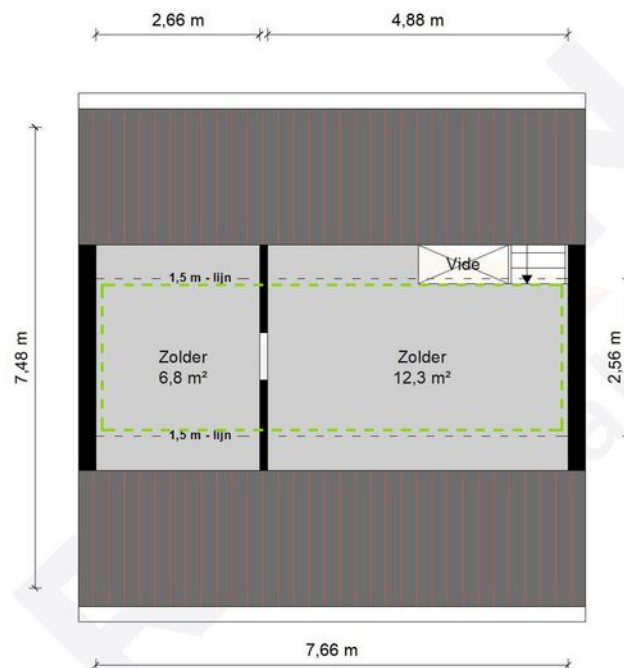 2,66 m
4,88 m
Vide
1,5 m - lijn
7,48 m
Zolder
6,8 m²
Zolder
12,3 m²
2,56 m
1,5 m - lijn
7,66 m